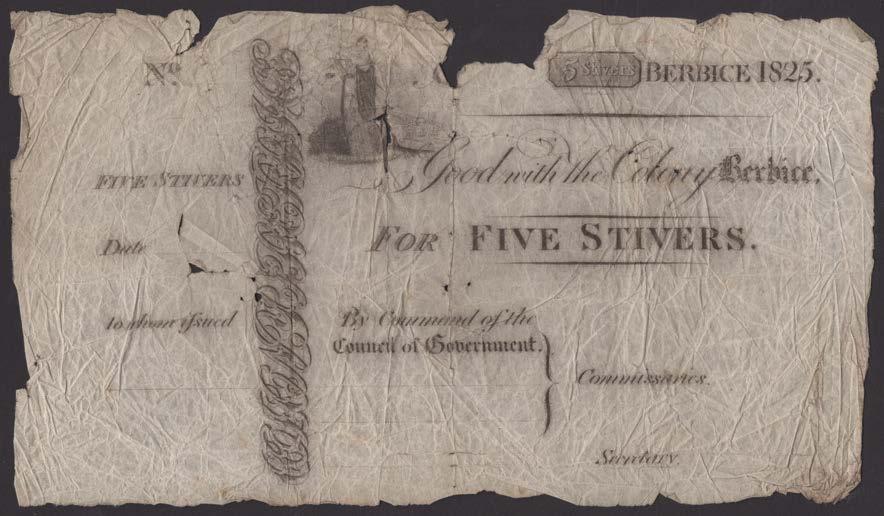 No.
FIVE STIVERS
Date
to whom issued
5 Stivers BERBICE 1825.
Good with the Colony Berbice,
FOR FIVE STIVERS.
By Command of the
Council of Government.
Commissaries.
Secretary.